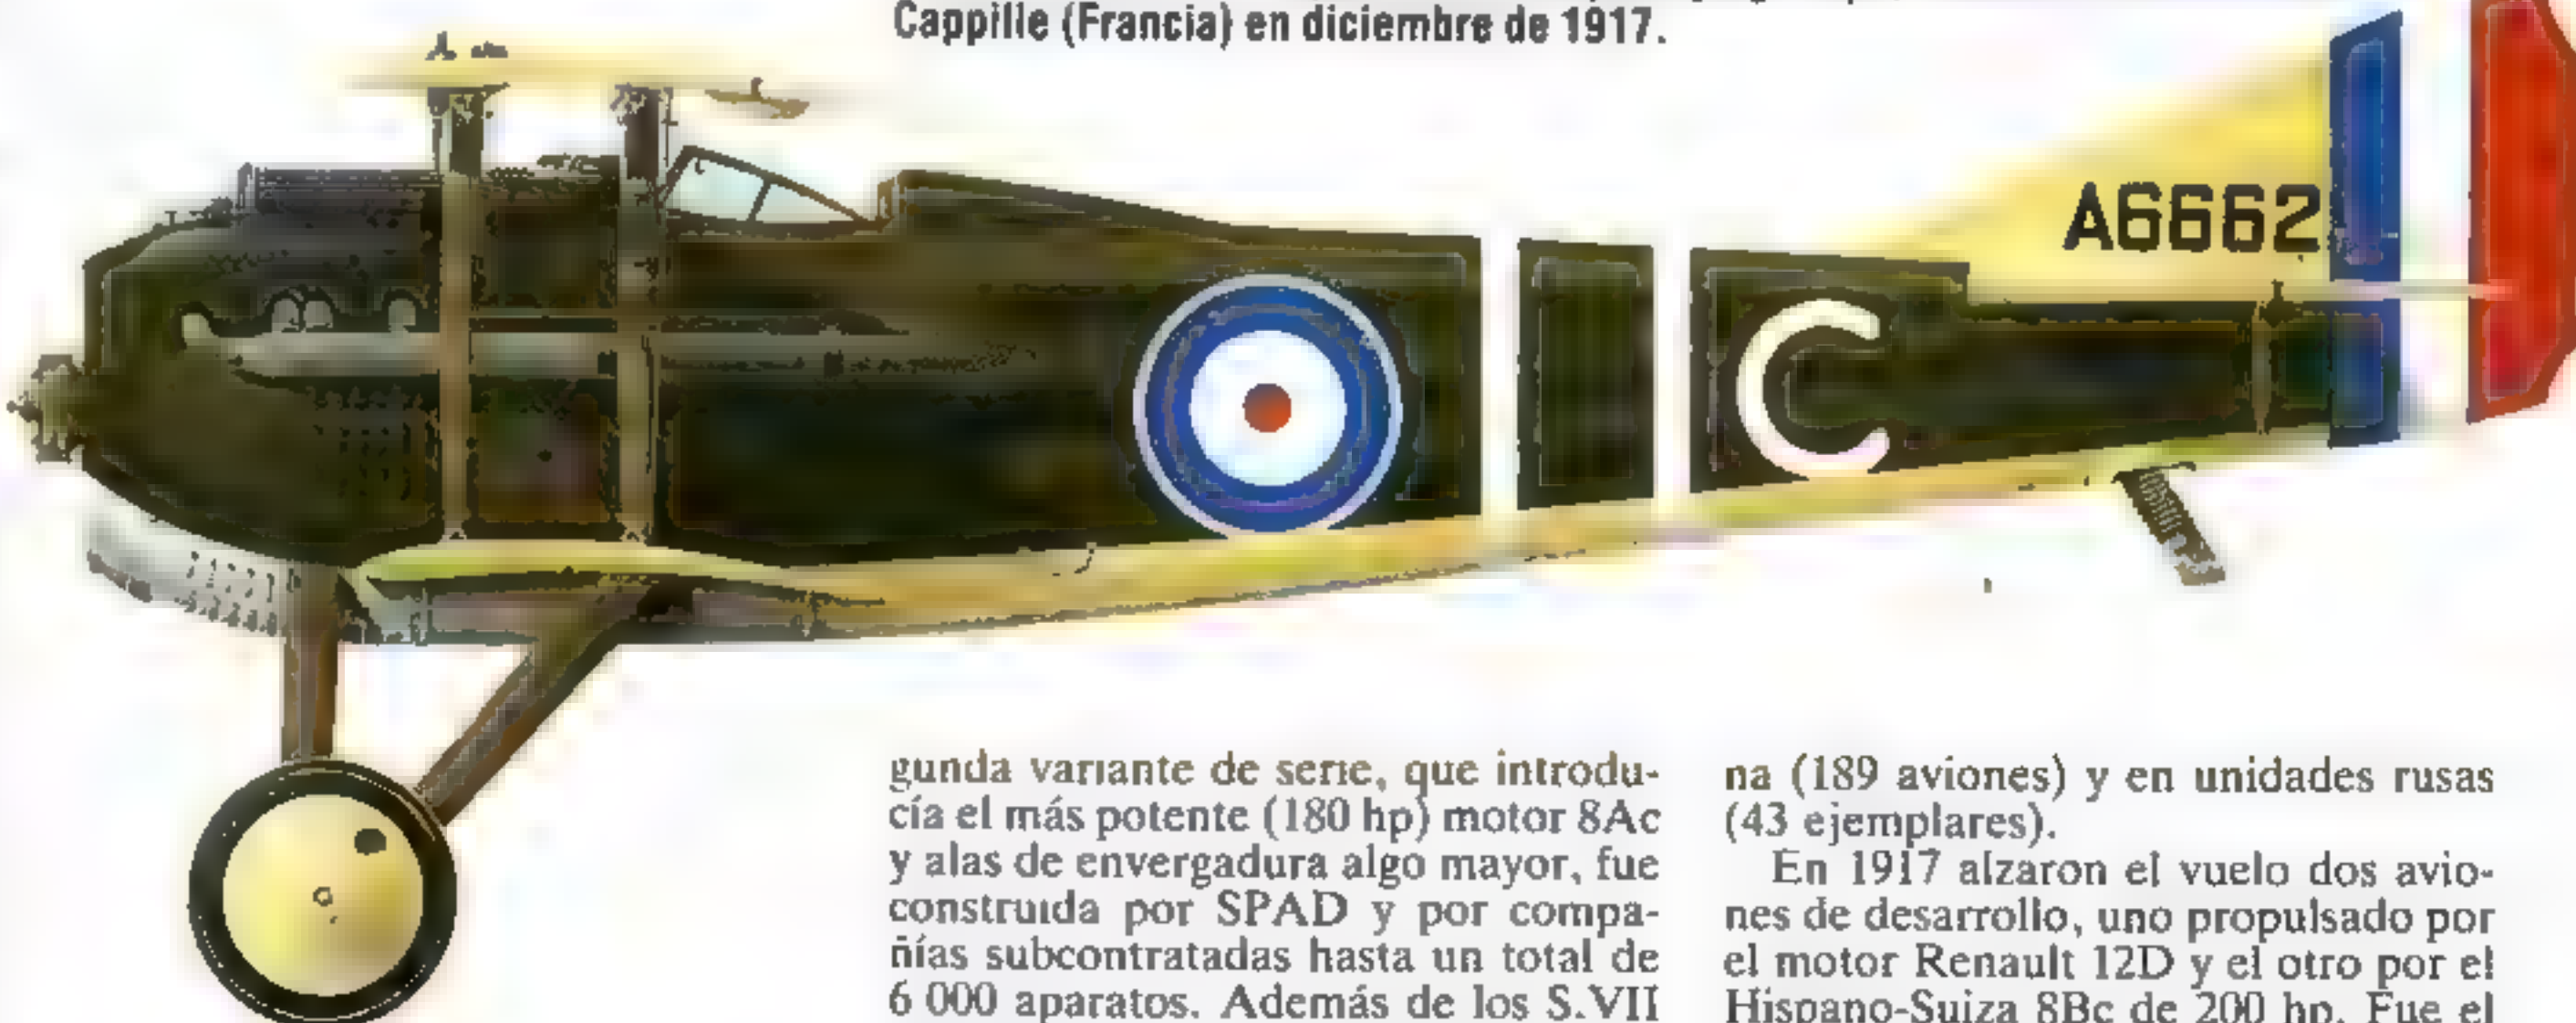 Cappille (Francia) en diciembre de 1917.
A6662
C
gunda variante de serie, que introdu-
cía el más potente (180 hp) motor 8Ac
y alas de envergadura algo mayor, fue
construida por SPAD y por compa-
ñías subcontratadas hasta un total de
6 000 aparatos. Además de los S.VII
na (189 aviones) y en unidades rusas
(43 ejemplares).
En 1917 alzaron el vuelo dos avio-
nes de desarrollo, uno propulsado por
el motor Renault 12D y el otro por el
Hispano-Suiza 8Bc de 200 hp. Fue el